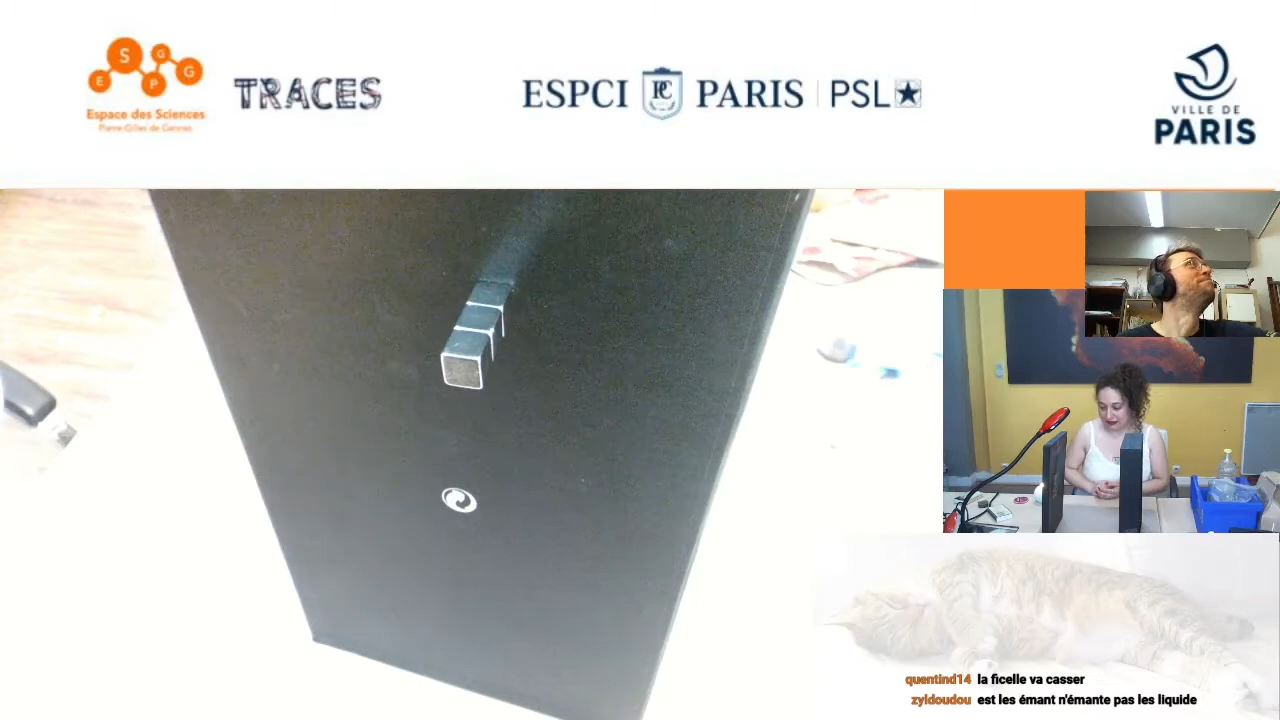 S G E P G
Espace des Sciences
Pierre-Gilles de Gennes
TRACES
ESPCI PC PARIS PSL
VILLE DE
PARIS
quentind14 la ficelle va casser
zyldoudou est les émant n'émante pas les liquide